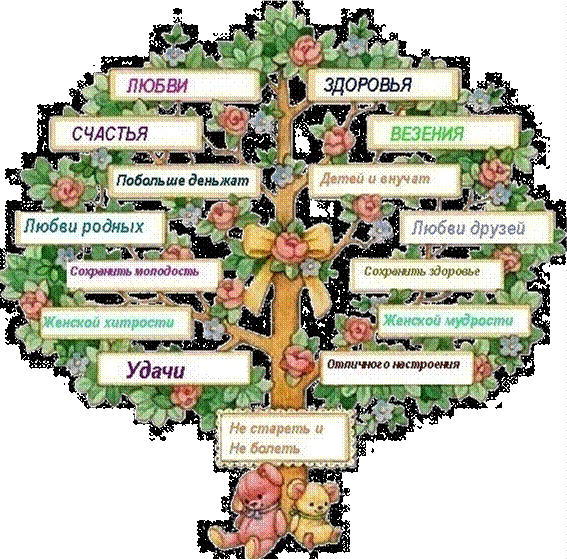 ЛЮБВИ
ЗДОРОВЬЯ
СЧАСТЬЯ
ВЕЗЕНИЯ
Побольше деньжат
Детей и внучат
Любви родных
Любви друзей
Сохранить молодость
Сохранить здоровье
Женской хитрости
Женской мудрости
Удачи
Отличного настроения
Не стареть и
Не болеть